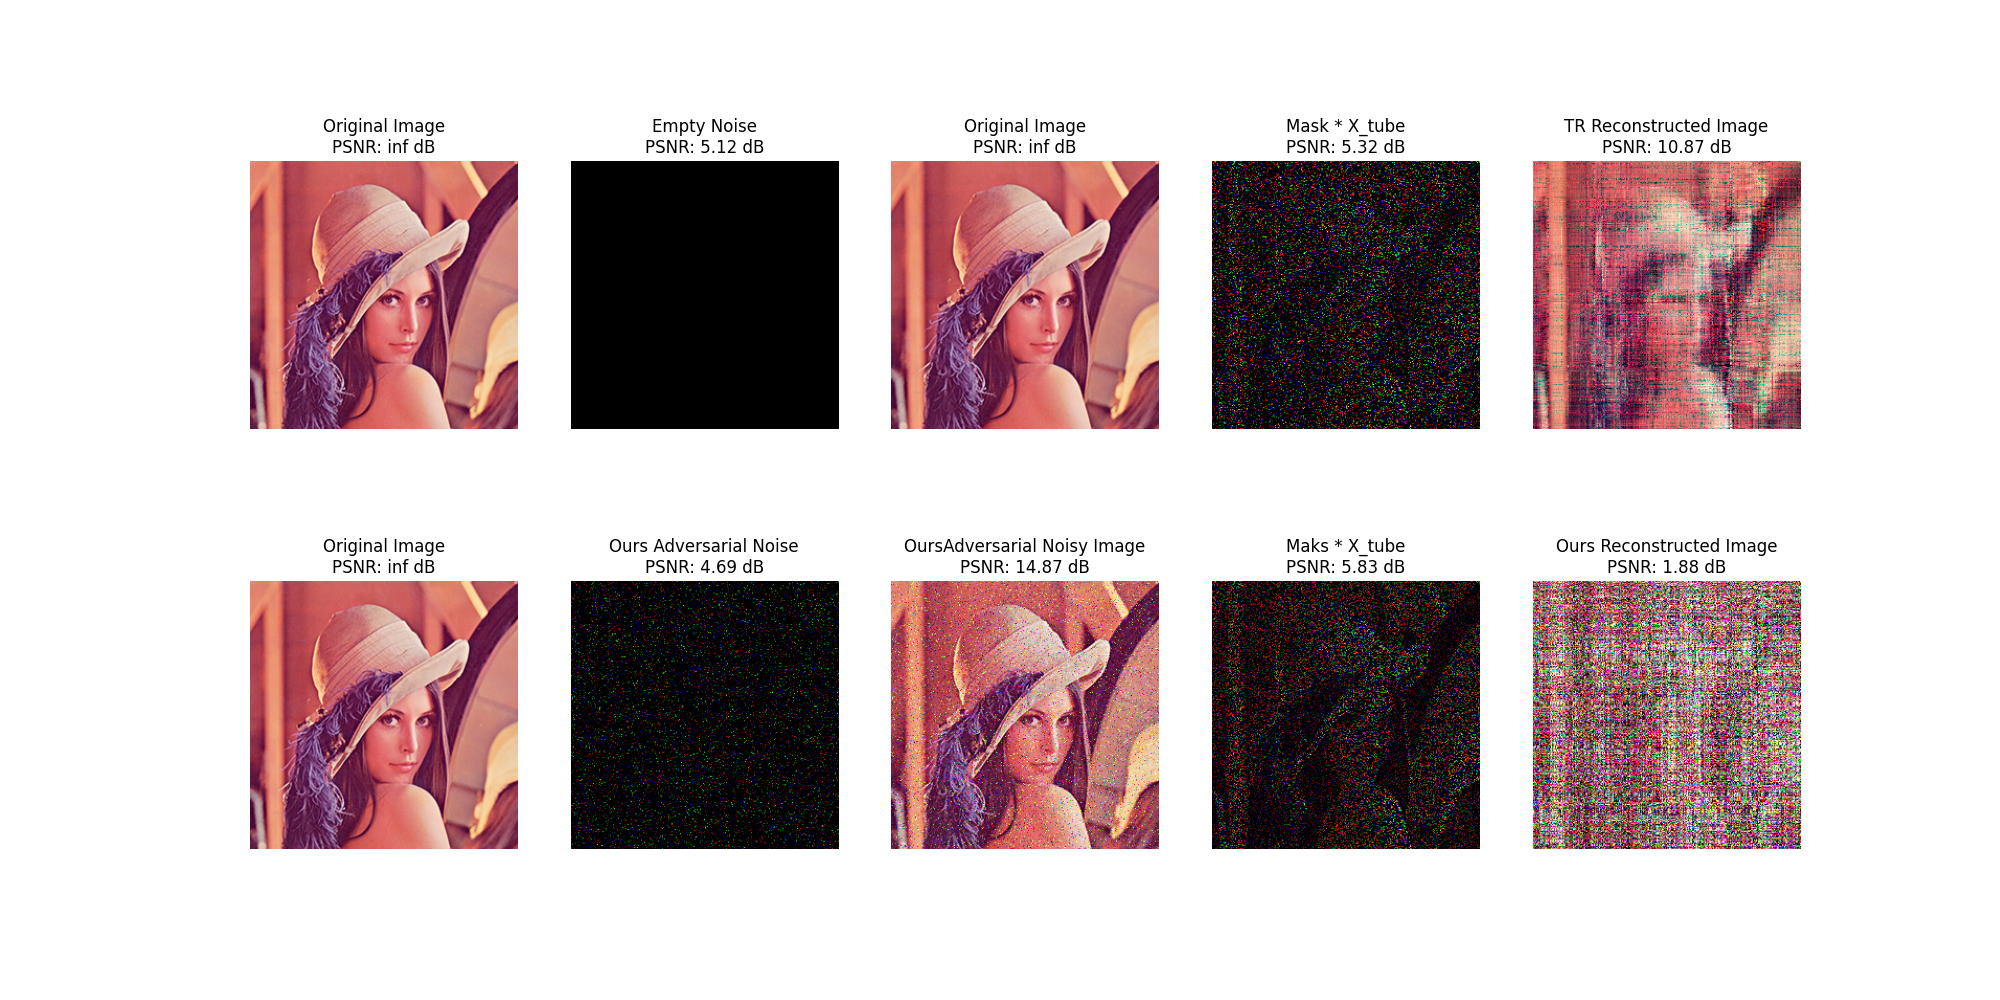 Original Image
PSNR: inf dB
Empty Noise
PSNR: 5.12 dB
Original Image
PSNR: inf dB
Mask * X_tube
PSNR: 5.32 dB
TR Reconstructed Image
PSNR: 10.87 dB
Original Image
PSNR: inf dB
Ours Adversarial Noise
PSNR: 4.69 dB
OursAdversarial Noisy Image
PSNR: 14.87 dB
Maks * X_tube
PSNR: 5.83 dB
Ours Reconstructed Image
PSNR: 1.88 dB